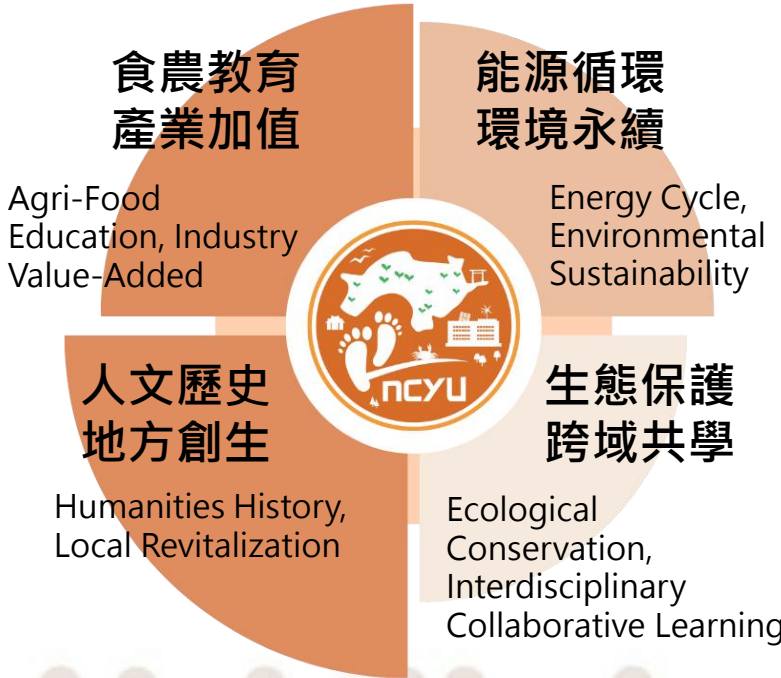 食農教育
產業加值
Agri-Food
Education, Industry
Value-Added
能源循環
環境永續
Energy Cycle,
Environmental
Sustainability
ncyu
人文歷史
地方創生
Humanities History,
Local Revitalization
生態保護
跨域共學
Ecological
Conservation,
Interdisciplinary
Collaborative Learning